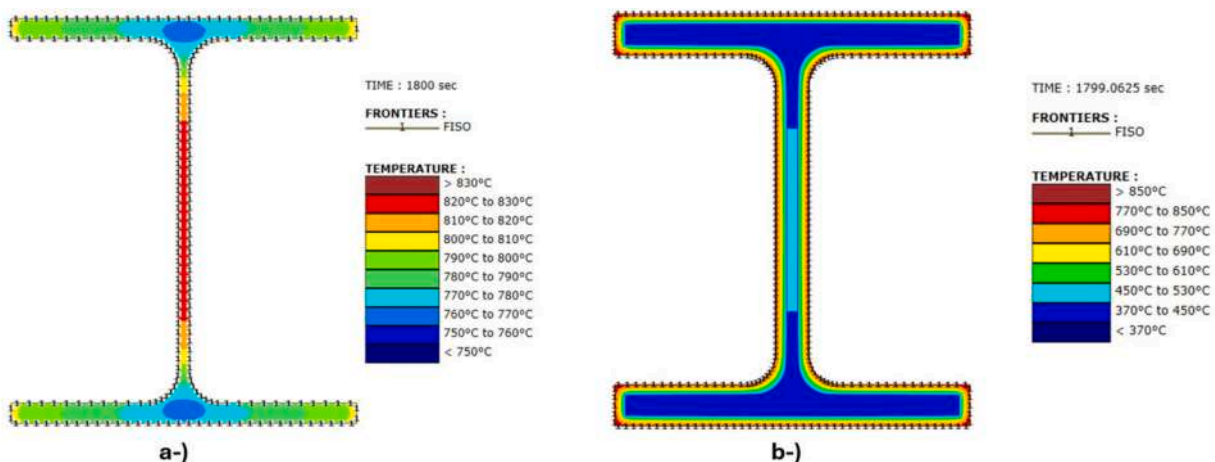 TIME : 1800 sec
FRONTIERS :
1 FISO
TEMPERATURE :
> 830°C
820°C to 830°C
810°C to 820°C
800°C to 810°C
790°C to 800°C
780°C to 790°C
770°C to 780°C
760°C to 770°C
750°C to 760°C
< 750°C
a-)
TIME : 1799.0625 sec
FRONTIERS :
1 FISO
TEMPERATURE :
> 850°C
770°C to 850°C
690°C to 770°C
610°C to 690°C
530°C to 610°C
450°C to 530°C
370°C to 450°C
< 370°C
b-)